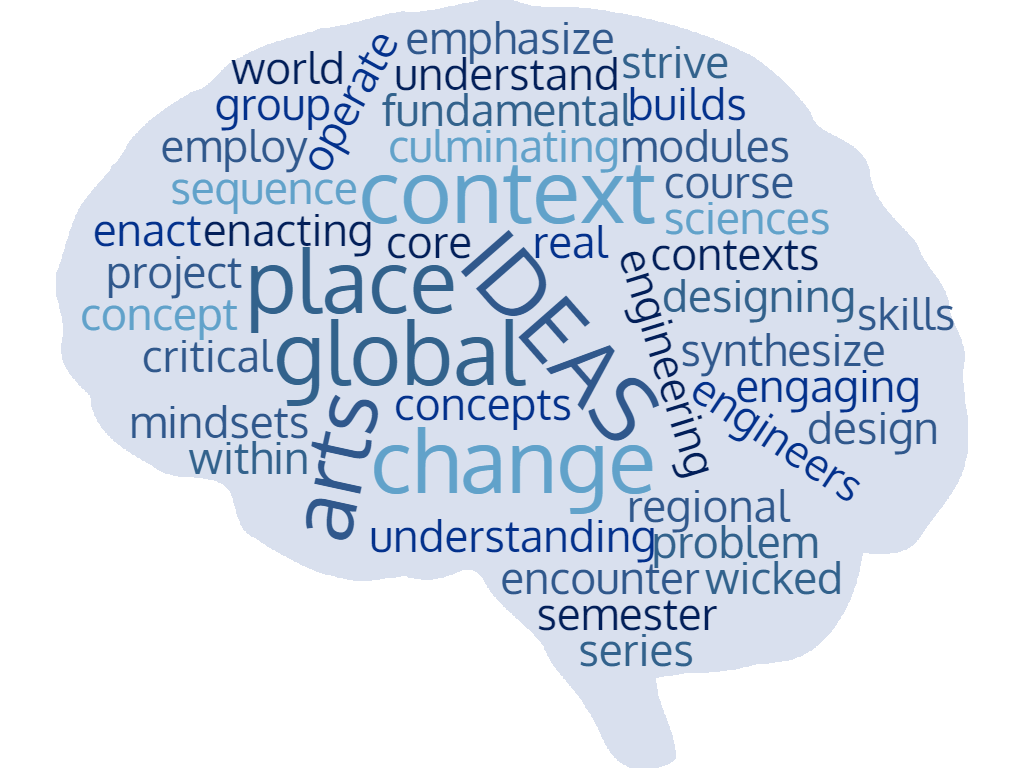 emphasize
operate
world
understand
strive
group
fundamental
builds
employ
culminating
modules
sequence
context
course
sciences
enact
enacting
core
real
contexts
project
place
IDEAS
engineering
designing
concept
skills
critical
global
synthesize
engaging
engineers
mindsets
concepts
design
within
arts
change
regional
understanding
problem
encounter
wicked
semester
series